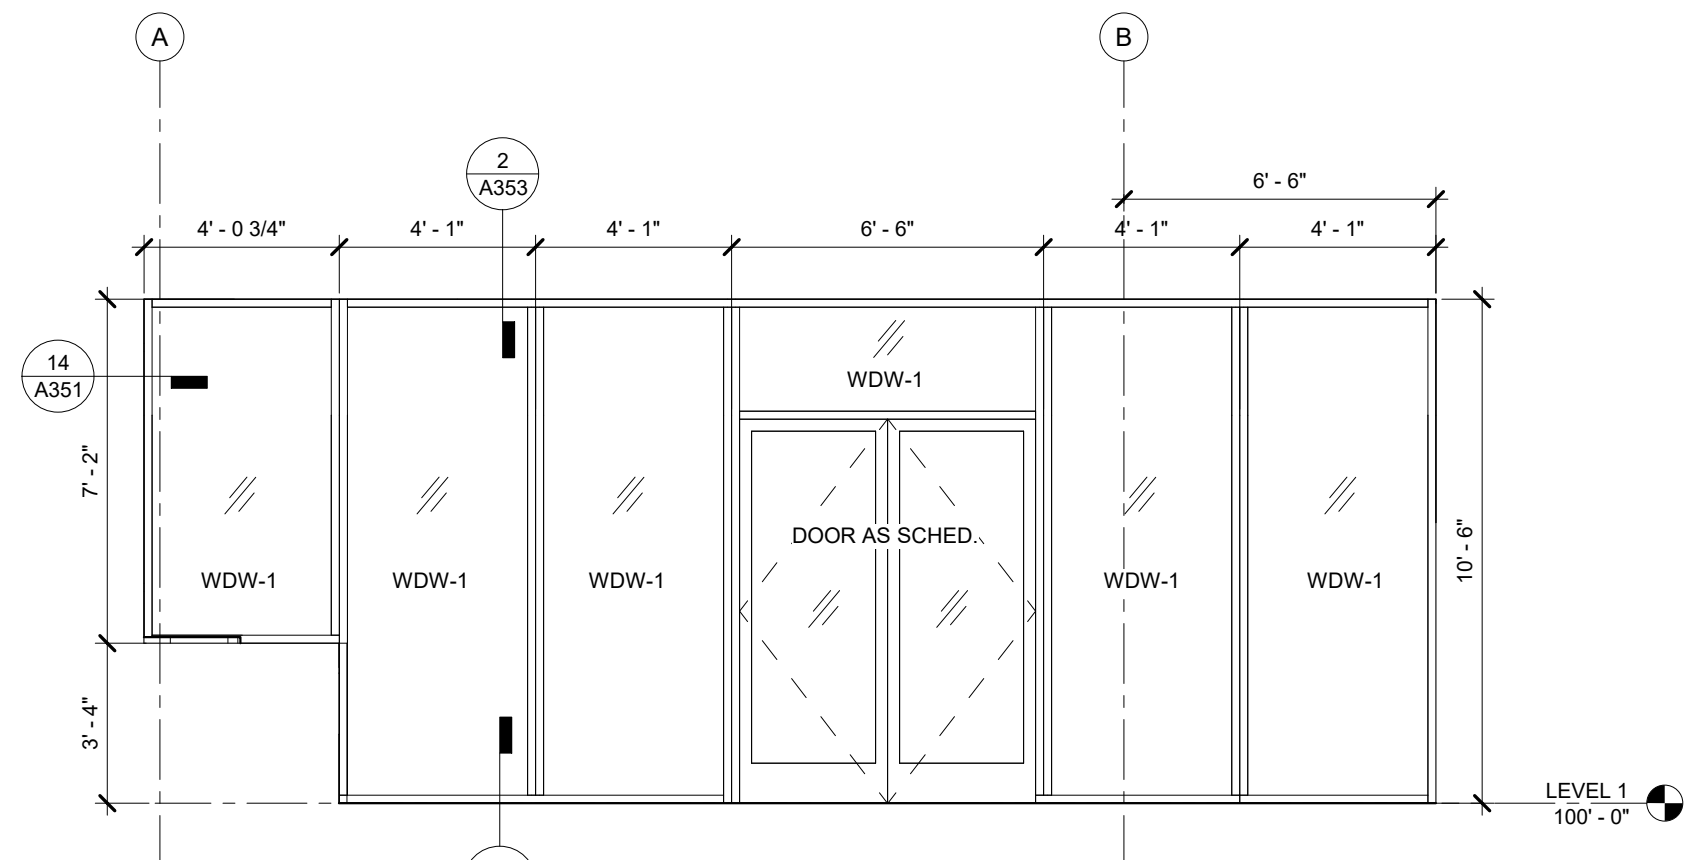 A
B
2
A353
6' - 6"
4' - 0 3/4"
4' - 1"
4' - 1"
6' - 6"
4' - 1"
4' - 1"
14
A351
WDW-1
7' - 2"
DOOR AS SCHED.
10' - 6"
WDW-1
WDW-1
WDW-1
WDW-1
WDW-1
3' - 4"
LEVEL 1
100' - 0"